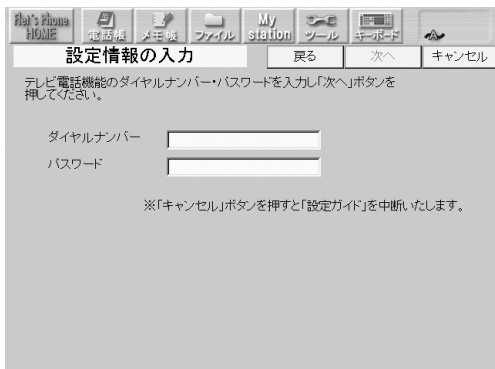 Flet's Phone
HOME
電話帳
メモ帳
ファイル
My
station
ツール
キーボード
設定情報の入力
戻る
次へ
キャンセル
テレビ電話機能のダイヤルナンバー・パスワードを入力し「次へ」ボタンを
押してください。
ダイヤルナンバー
パスワード
※「キャンセル」ボタンを押すと「設定ガイド」を中断いたします。